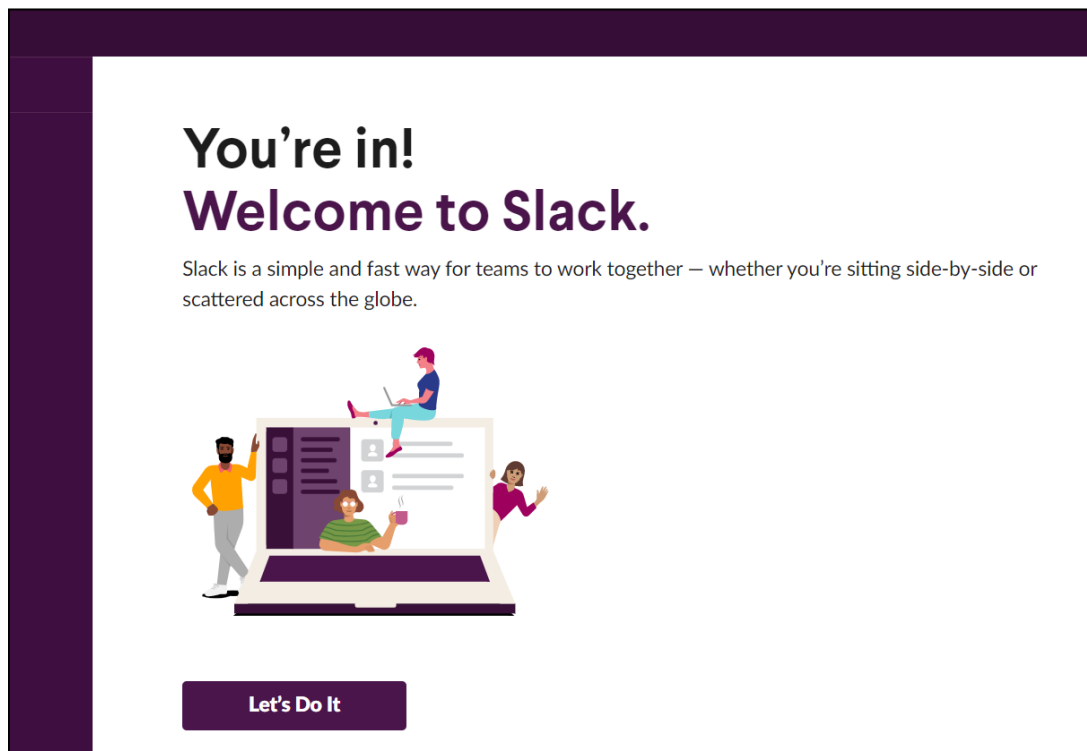 You’re in!
Welcome to Slack.
Slack is a simple and fast way for teams to work together — whether you’re sitting side-by-side or
scattered across the globe.
Let’s Do It